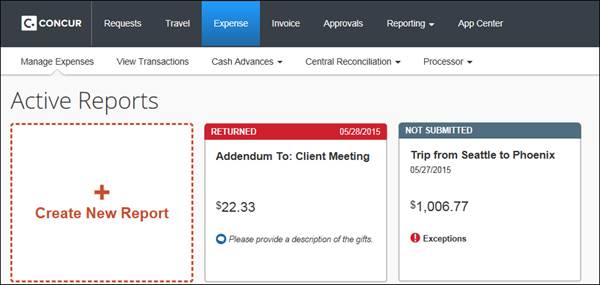 C. CONCUR Requests Travel Expense Invoice Approvals Reporting App Center
Manage Expenses View Transactions Cash Advances Central Reconciliation Processor
Active Reports
+
Create New Report
RETURNED 05/28/2015
Addendum To: Client Meeting
$22.33
Please provide a description of the gifts.
NOT SUBMITTED
Trip from Seattle to Phoenix
05/27/2015
$1,006.77
! Exceptions